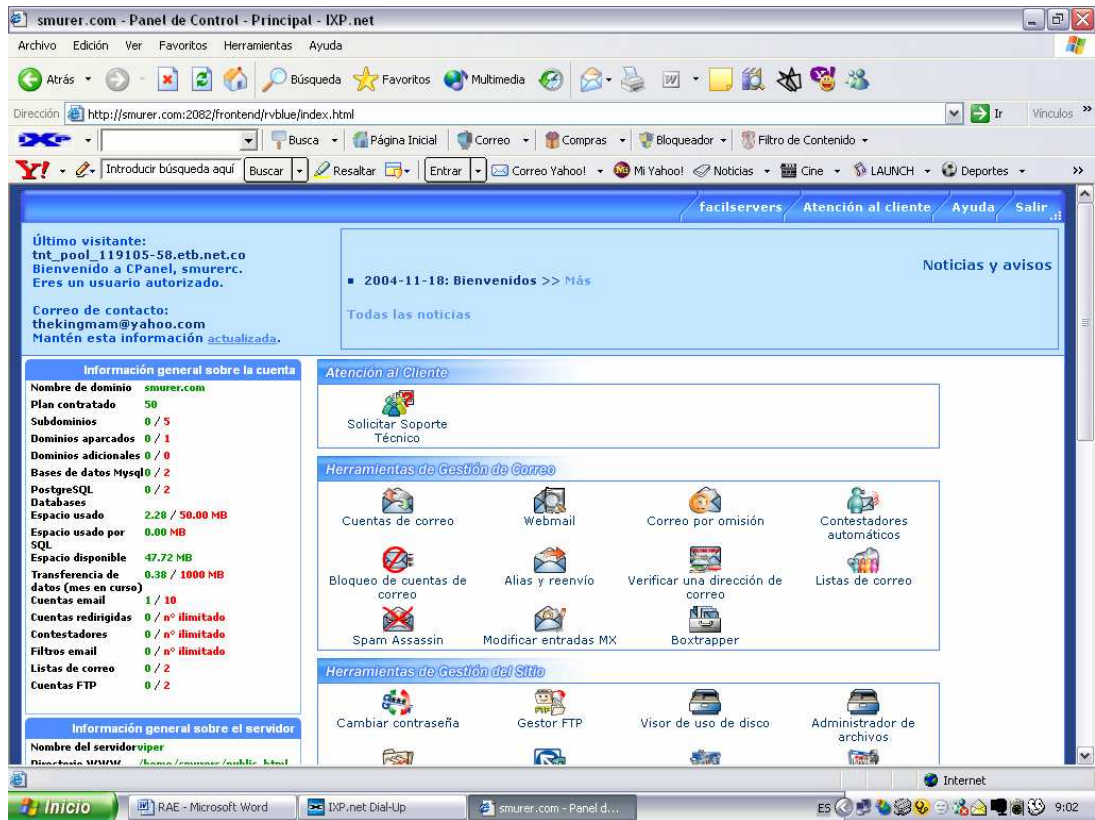 smurer.com - Panel de Control - Principal - IXP.net
Archivo Edición Ver Favoritos Herramientas Ayuda
Atrás Búsqueda Favoritos Multimedia
Dirección http://smurer.com:2082/frontend/rvblue/index.html Ir Vínculos »
Busca Página Inicial Correo Compras Bloqueador Filtro de Contenido
Y! Introducir búsqueda aquí Buscar Resaltar Entrar Correo Yahoo! Mi Yahoo! Noticias Cine LAUNCH Deportes »
facilservers Atención al cliente Ayuda Salir
Último visitante:
tnt_pool_119105-58.etb.net.co
Bienvenido a CPanel, smurerc.
Eres un usuario autorizado.
Correo de contacto:
thekingmam@yahoo.com
Mantén esta información actualizada.
Noticias y avisos
2004-11-18: Bienvenidos >> Más
Todas las noticias
Información general sobre la cuenta
Nombre de dominio smurer.com
Plan contratado 50
Subdominios 0 / 5
Dominios aparcados 0 / 1
Dominios adicionales 0 / 0
Bases de datos Mysql 0 / 2
PostgreSQL Databases 0 / 2
Espacio usado 2.28 / 50.00 MB
Espacio usado por SQL 0.00 MB
Espacio disponible 47.72 MB
Transferencia de datos (mes en curso) 0.38 / 1000 MB
Cuentas email 1 / 10
Cuentas redirigidas 0 / nº ilimitado
Contestadores 0 / nº ilimitado
Filtros email 0 / nº ilimitado
Listas de correo 0 / 2
Cuentas FTP 0 / 2
Información general sobre el servidor
Nombre del servidor viper
Directorio WWW /home/smurerc/public_html
Atención al Cliente
Solicitar Soporte Técnico
Herramientas de Gestión de Correo
Cuentas de correo
Webmail
Correo por omisión
Contestadores automáticos
Bloqueo de cuentas de correo
Alias y reenvío
Verificar una dirección de correo
Listas de correo
Spam Assassin
Modificar entradas MX
Boxtrapper
Herramientas de Gestión del Sitio
Cambiar contraseña
Gestor FTP
Visor de uso de disco
Administrador de archivos
Internet
Inicio RAE - Microsoft Word IXP.net Dial-Up smurer.com - Panel d... ES 9:02